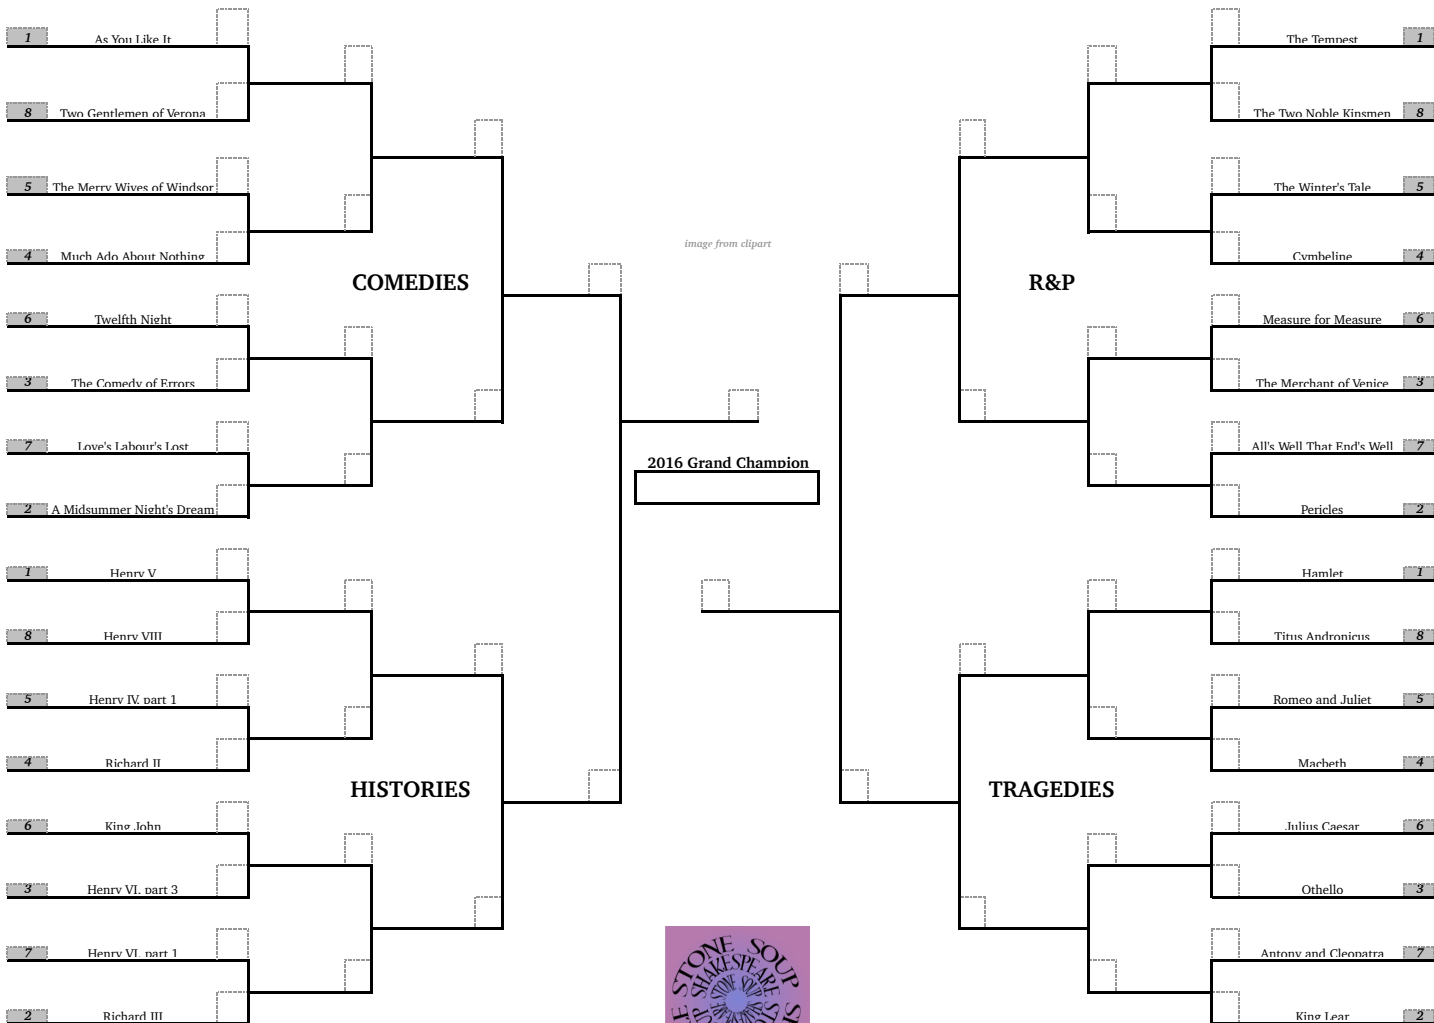 1 As You Like It
8 Two Gentlemen of Verona
5 The Merry Wives of Windsor
4 Much Ado About Nothing
COMEDIES
6 Twelfth Night
3 The Comedy of Errors
7 Love's Labour's Lost
2 A Midsummer Night's Dream
1 Henry V
8 Henry VIII
5 Henry IV, part 1
4 Richard II
HISTORIES
6 King John
3 Henry VI, part 3
7 Henry VI, part 1
2 Richard III
image from clipart
2016 Grand Champion
STONE SOUP
SHAKESPEARE
STONE SOUP
The Tempest 1
The Two Noble Kinsmen 8
The Winter's Tale 5
Cymbeline 4
R&P
Measure for Measure 6
The Merchant of Venice 3
All's Well That End's Well 7
Pericles 2
Hamlet 1
Titus Andronicus 8
Romeo and Juliet 5
Macbeth 4
TRAGEDIES
Julius Caesar 6
Othello 3
Antony and Cleopatra 7
King Lear 2